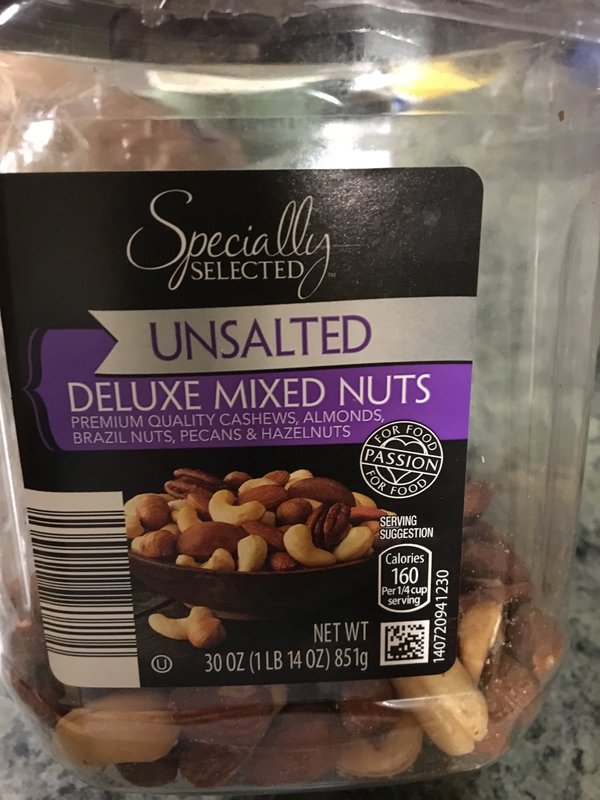 Specially
SELECTED™
UNSALTED
DELUXE MIXED NUTS
PREMIUM QUALITY CASHEWS, ALMONDS,
BRAZIL NUTS, PECANS & HAZELNUTS
FOR FOOD
PASSION
FOR FOOD
SERVING
SUGGESTION
Calories
160
Per 1/4 cup
serving
140720941230
NET WT
30 OZ (1 LB 14 OZ) 851g
U